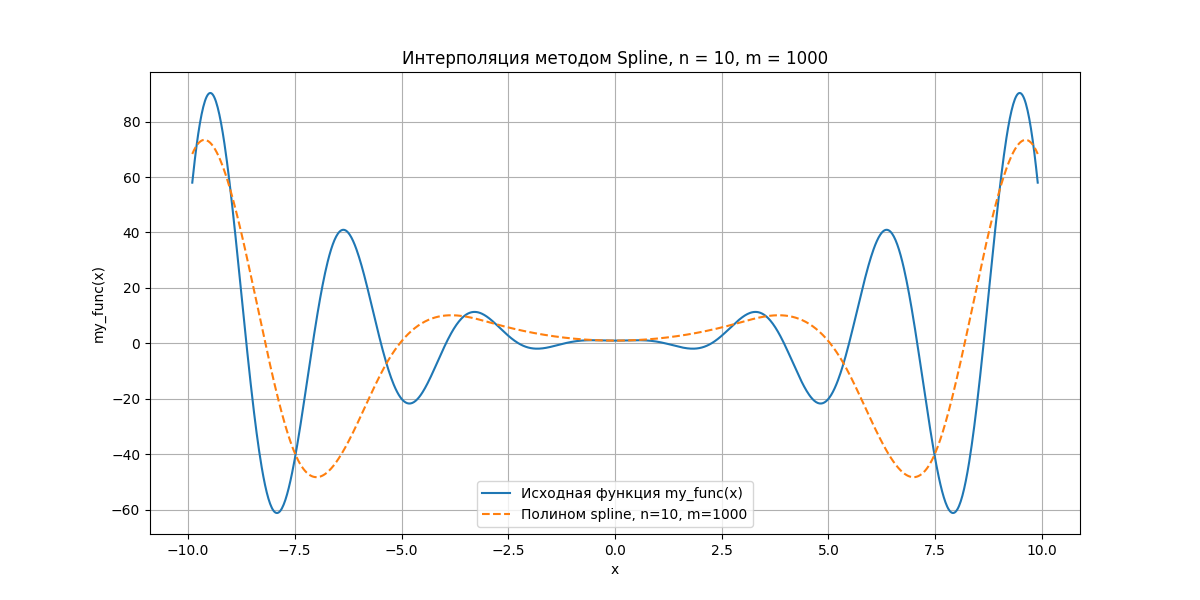 Интерполяция методом Spline, n = 10, m = 1000
my_func(x)
80
60
40
20
0
−20
−40
−60
Исходная функция my_func(x)
Полином spline, n=10, m=1000
−10.0 −7.5 −5.0 −2.5 0.0 2.5 5.0 7.5 10.0
x